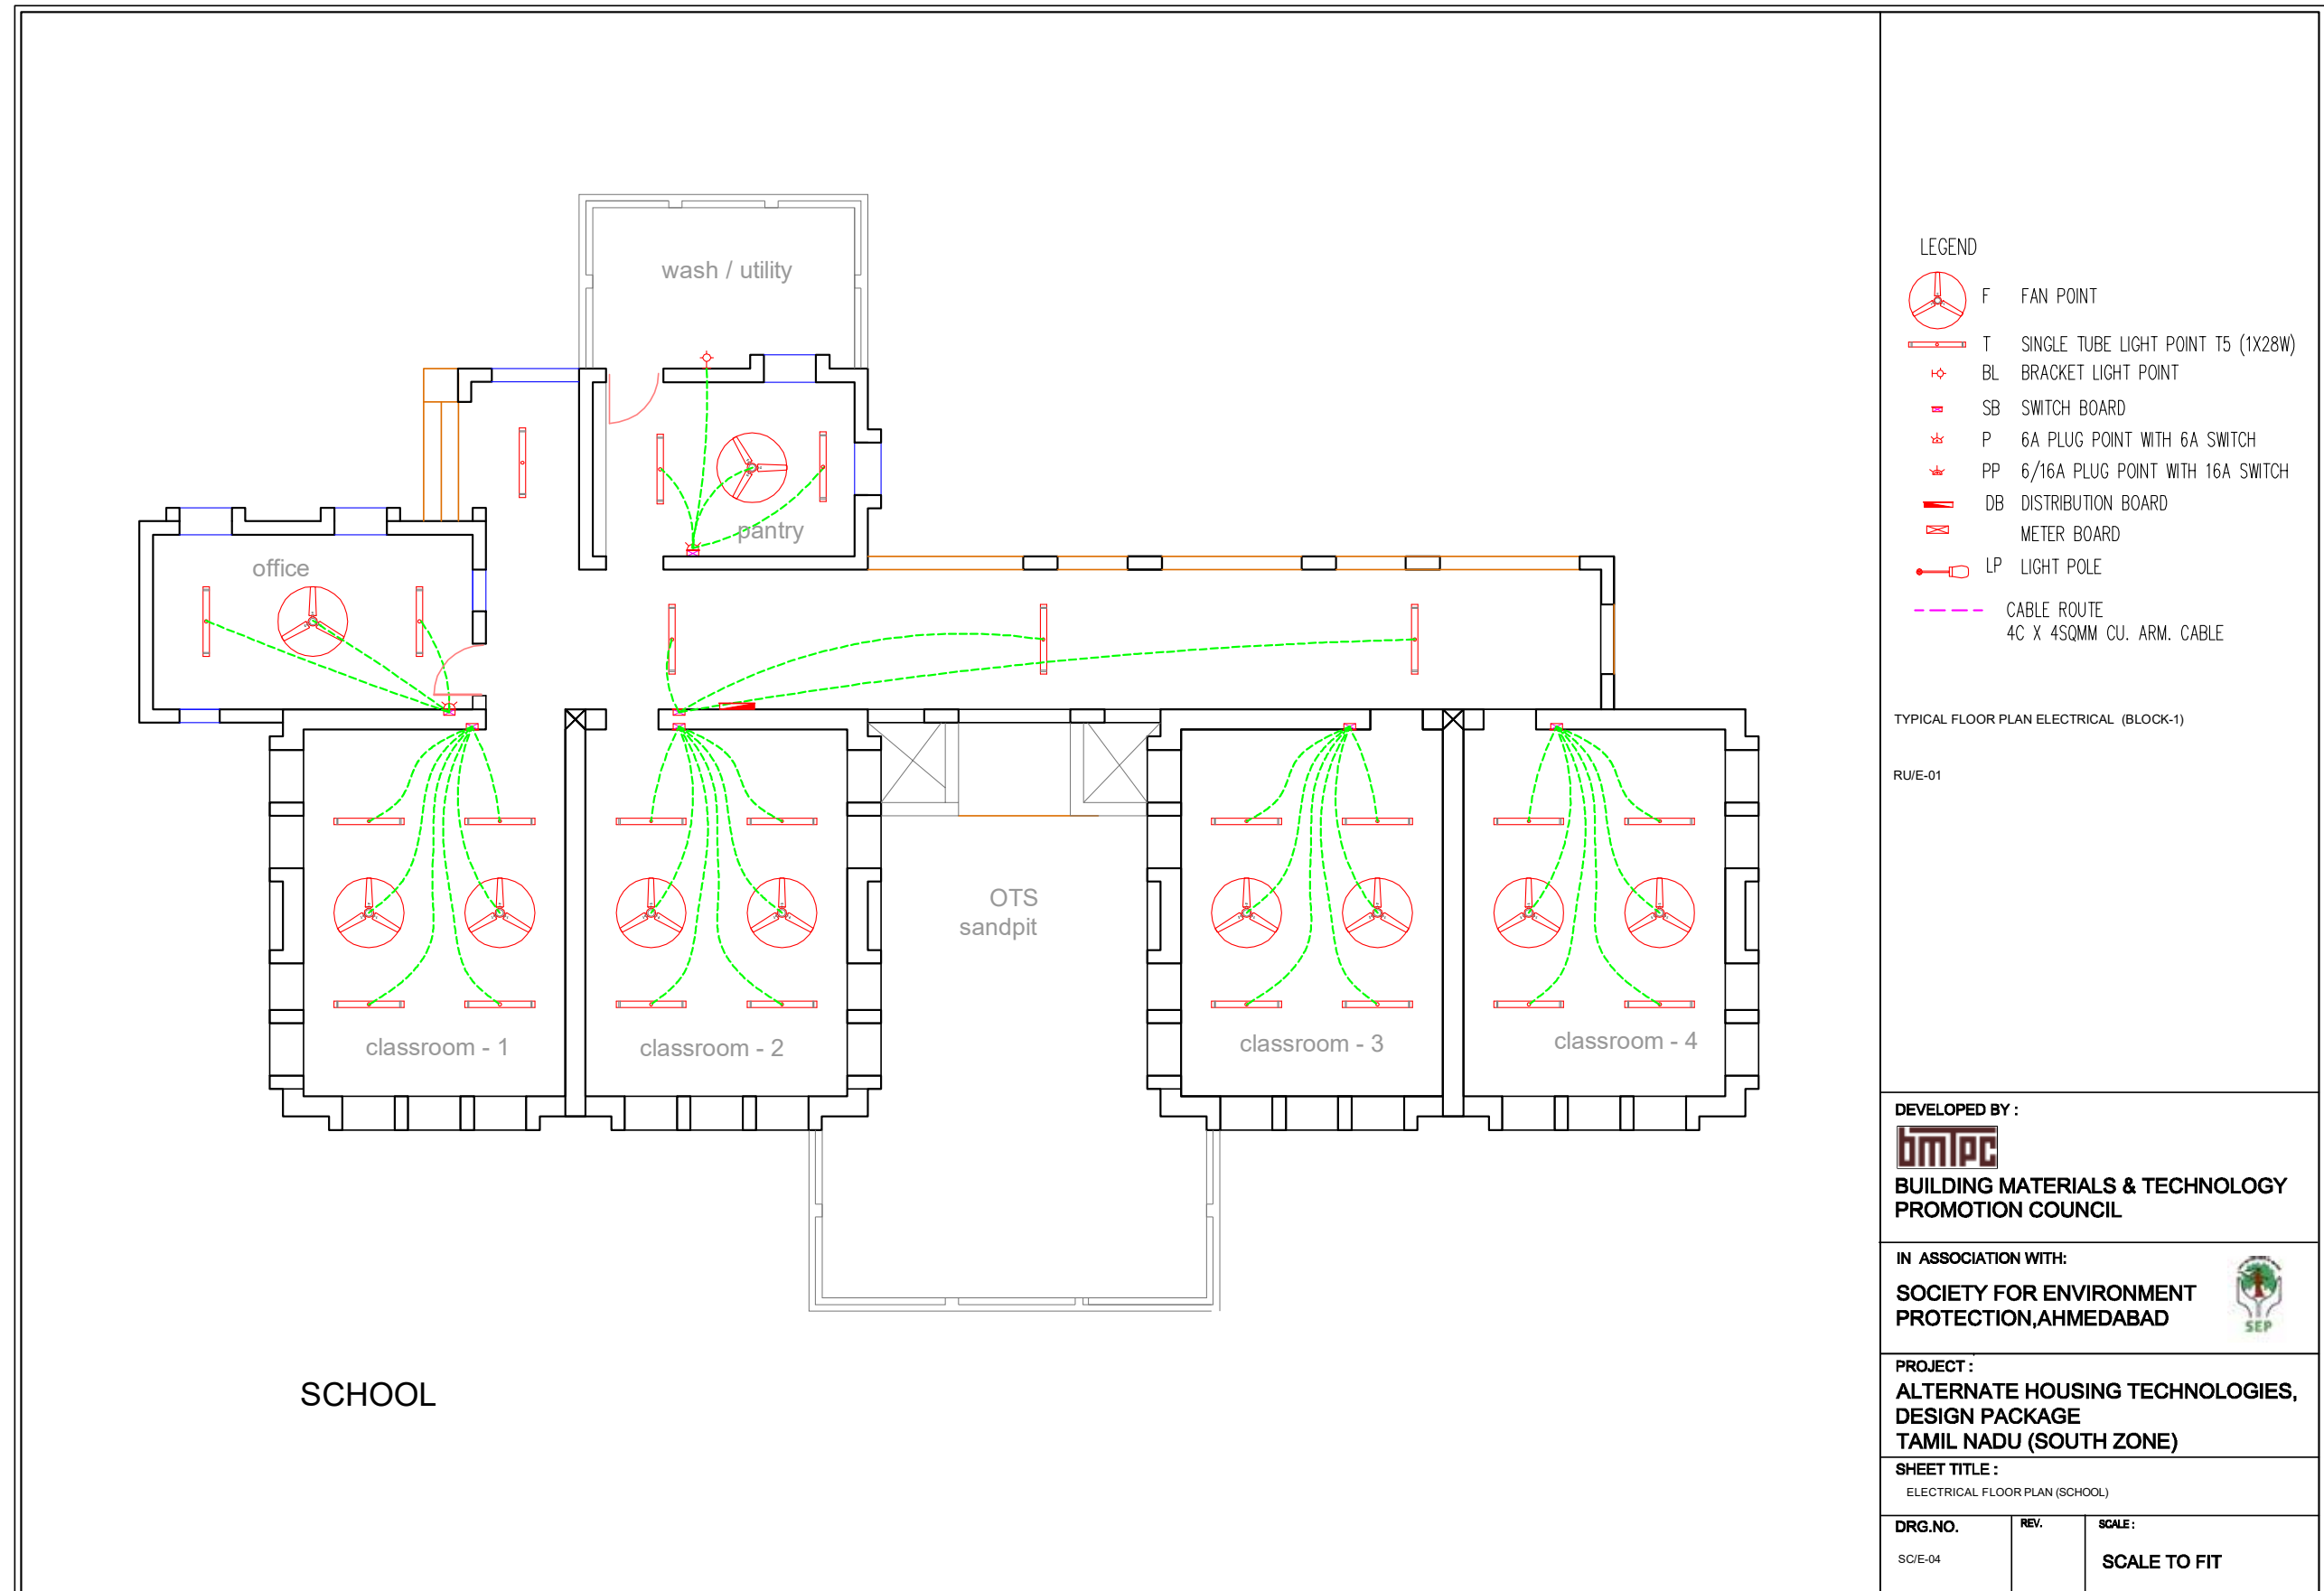 wash / utility
pantry
office
OTS
sandpit
classroom - 1
classroom - 2
classroom - 3
classroom - 4
SCHOOL
LEGEND
F FAN POINT
T SINGLE TUBE LIGHT POINT T5 (1X28W)
BL BRACKET LIGHT POINT
SB SWITCH BOARD
P 6A PLUG POINT WITH 6A SWITCH
PP 6/16A PLUG POINT WITH 16A SWITCH
DB DISTRIBUTION BOARD
METER BOARD
LP LIGHT POLE
CABLE ROUTE
4C X 4SQMM CU. ARM. CABLE
TYPICAL FLOOR PLAN ELECTRICAL (BLOCK-1)
RU/E-01
DEVELOPED BY :
bmTpc
BUILDING MATERIALS & TECHNOLOGY
PROMOTION COUNCIL
IN ASSOCIATION WITH:
SOCIETY FOR ENVIRONMENT
PROTECTION,AHMEDABAD
SEP
PROJECT :
ALTERNATE HOUSING TECHNOLOGIES,
DESIGN PACKAGE
TAMIL NADU (SOUTH ZONE)
SHEET TITLE :
ELECTRICAL FLOOR PLAN (SCHOOL)
DRG.NO. REV. SCALE :
SC/E-04 SCALE TO FIT